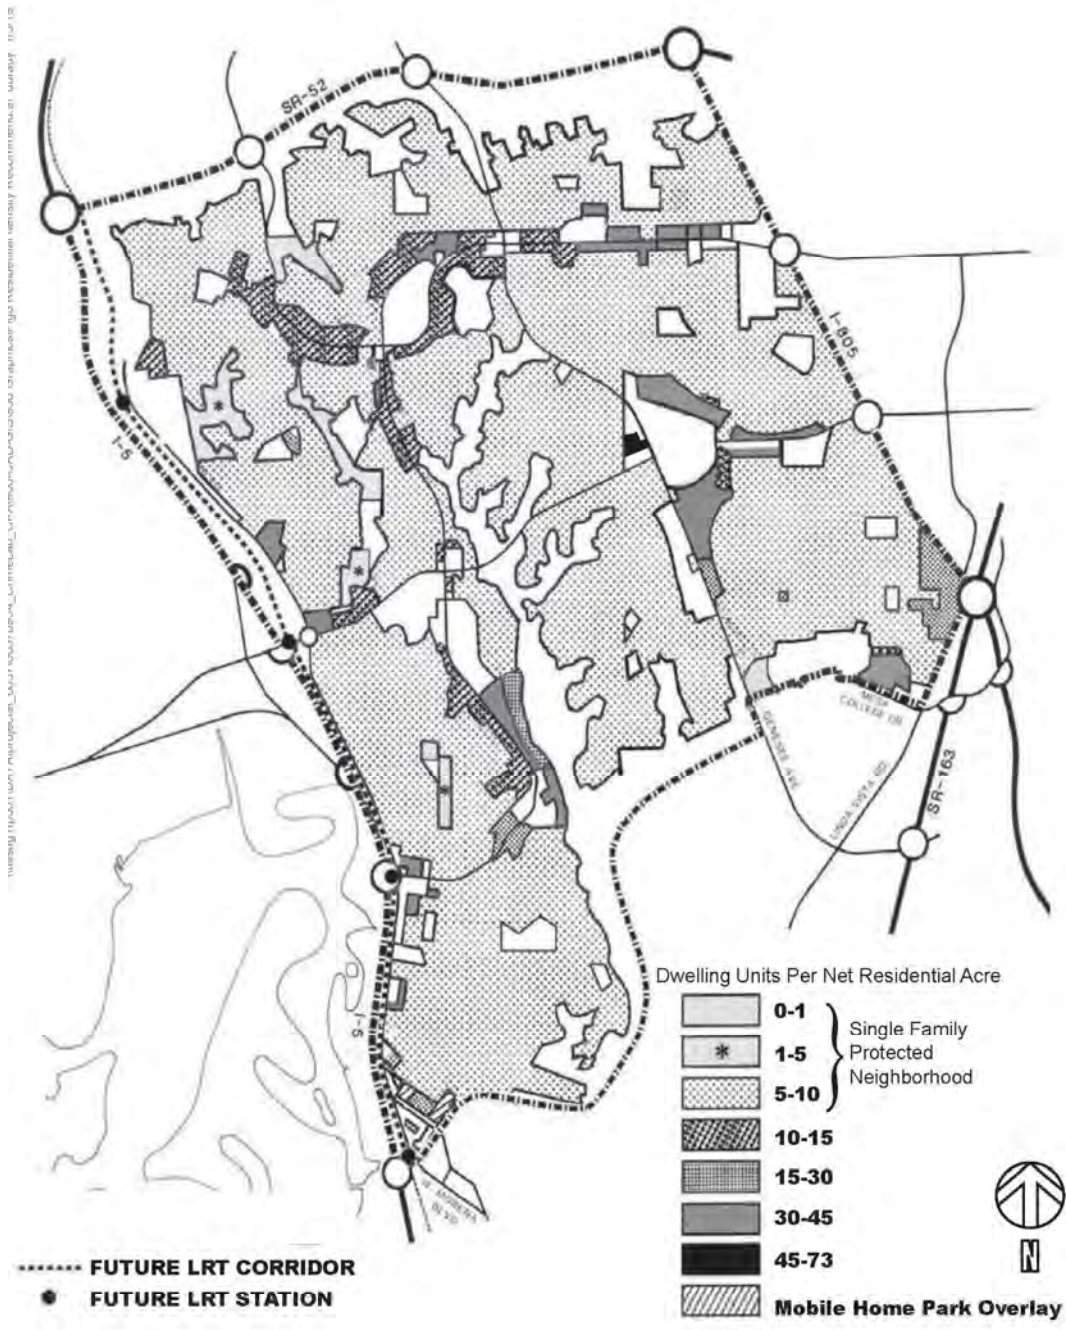 SR-52
I-805
I-5
MESA
COLLEGE DR.
GENESEE AVE
LINDA VISTA RD.
SR-163
I-5
W. MORENA
BLVD
Dwelling Units Per Net Residential Acre
0-1
*
1-5
5-10
Single Family
Protected
Neighborhood
10-15
15-30
30-45
45-73
Mobile Home Park Overlay
N
FUTURE LRT CORRIDOR
FUTURE LRT STATION